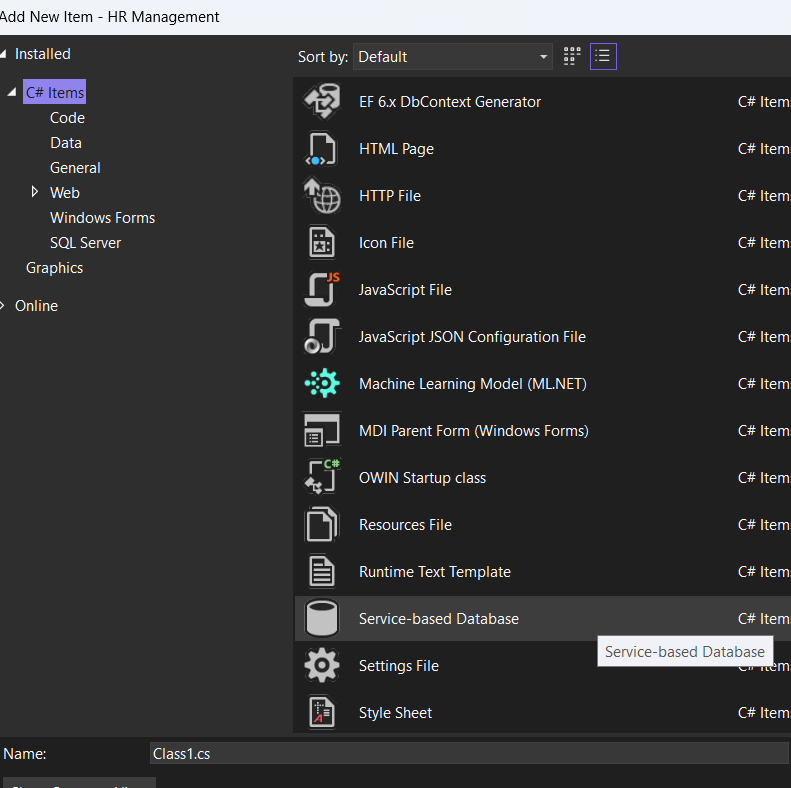 Add New Item - HR Management
Installed
Sort by: Default
C# Items
Code
Data
General
Web
Windows Forms
SQL Server
Graphics
Online
EF 6.x DbContext Generator C# Item
HTML Page C# Item
HTTP File C# Item
Icon File C# Item
JS
JavaScript File C# Item
JavaScript JSON Configuration File C# Item
Machine Learning Model (ML.NET) C# Item
MDI Parent Form (Windows Forms) C# Item
C#
OWIN Startup class C# Item
Resources File C# Item
Runtime Text Template C# Item
Service-based Database C# Item
Service-based Database
Settings File C# Item
Style Sheet C# Item
Name: Class1.cs